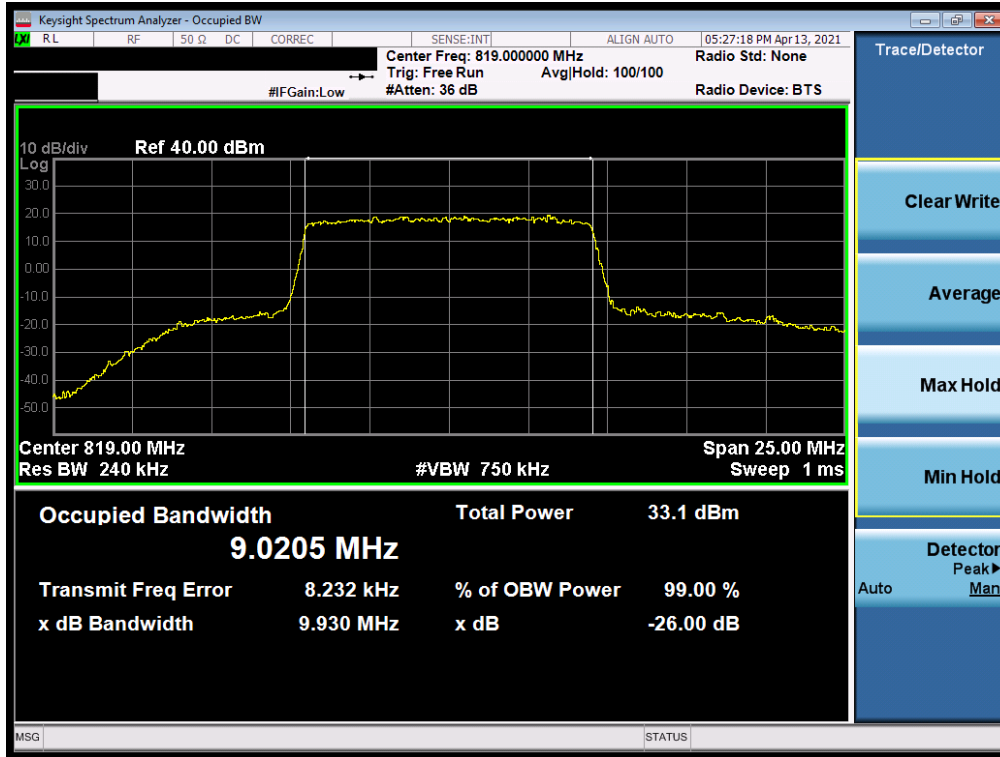 Keysight Spectrum Analyzer - Occupied BW
LXI RL RF 50 Ω DC CORREC SENSE:INT ALIGN AUTO 05:27:18 PM Apr 13, 2021
Center Freq: 819.000000 MHz Radio Std: None
Trig: Free Run Avg|Hold: 100/100
#IFGain:Low #Atten: 36 dB Radio Device: BTS
Trace/Detector
10 dB/div Ref 40.00 dBm
Log
30.0
20.0
10.0
0.00
-10.0
-20.0
-30.0
-40.0
-50.0
Center 819.00 MHz Span 25.00 MHz
Res BW 240 kHz #VBW 750 kHz Sweep 1 ms
Occupied Bandwidth Total Power 33.1 dBm
9.0205 MHz
Transmit Freq Error 8.232 kHz % of OBW Power 99.00 %
x dB Bandwidth 9.930 MHz x dB -26.00 dB
Clear Write
Average
Max Hold
Min Hold
Detector
Peak▶
Auto Man
MSG STATUS